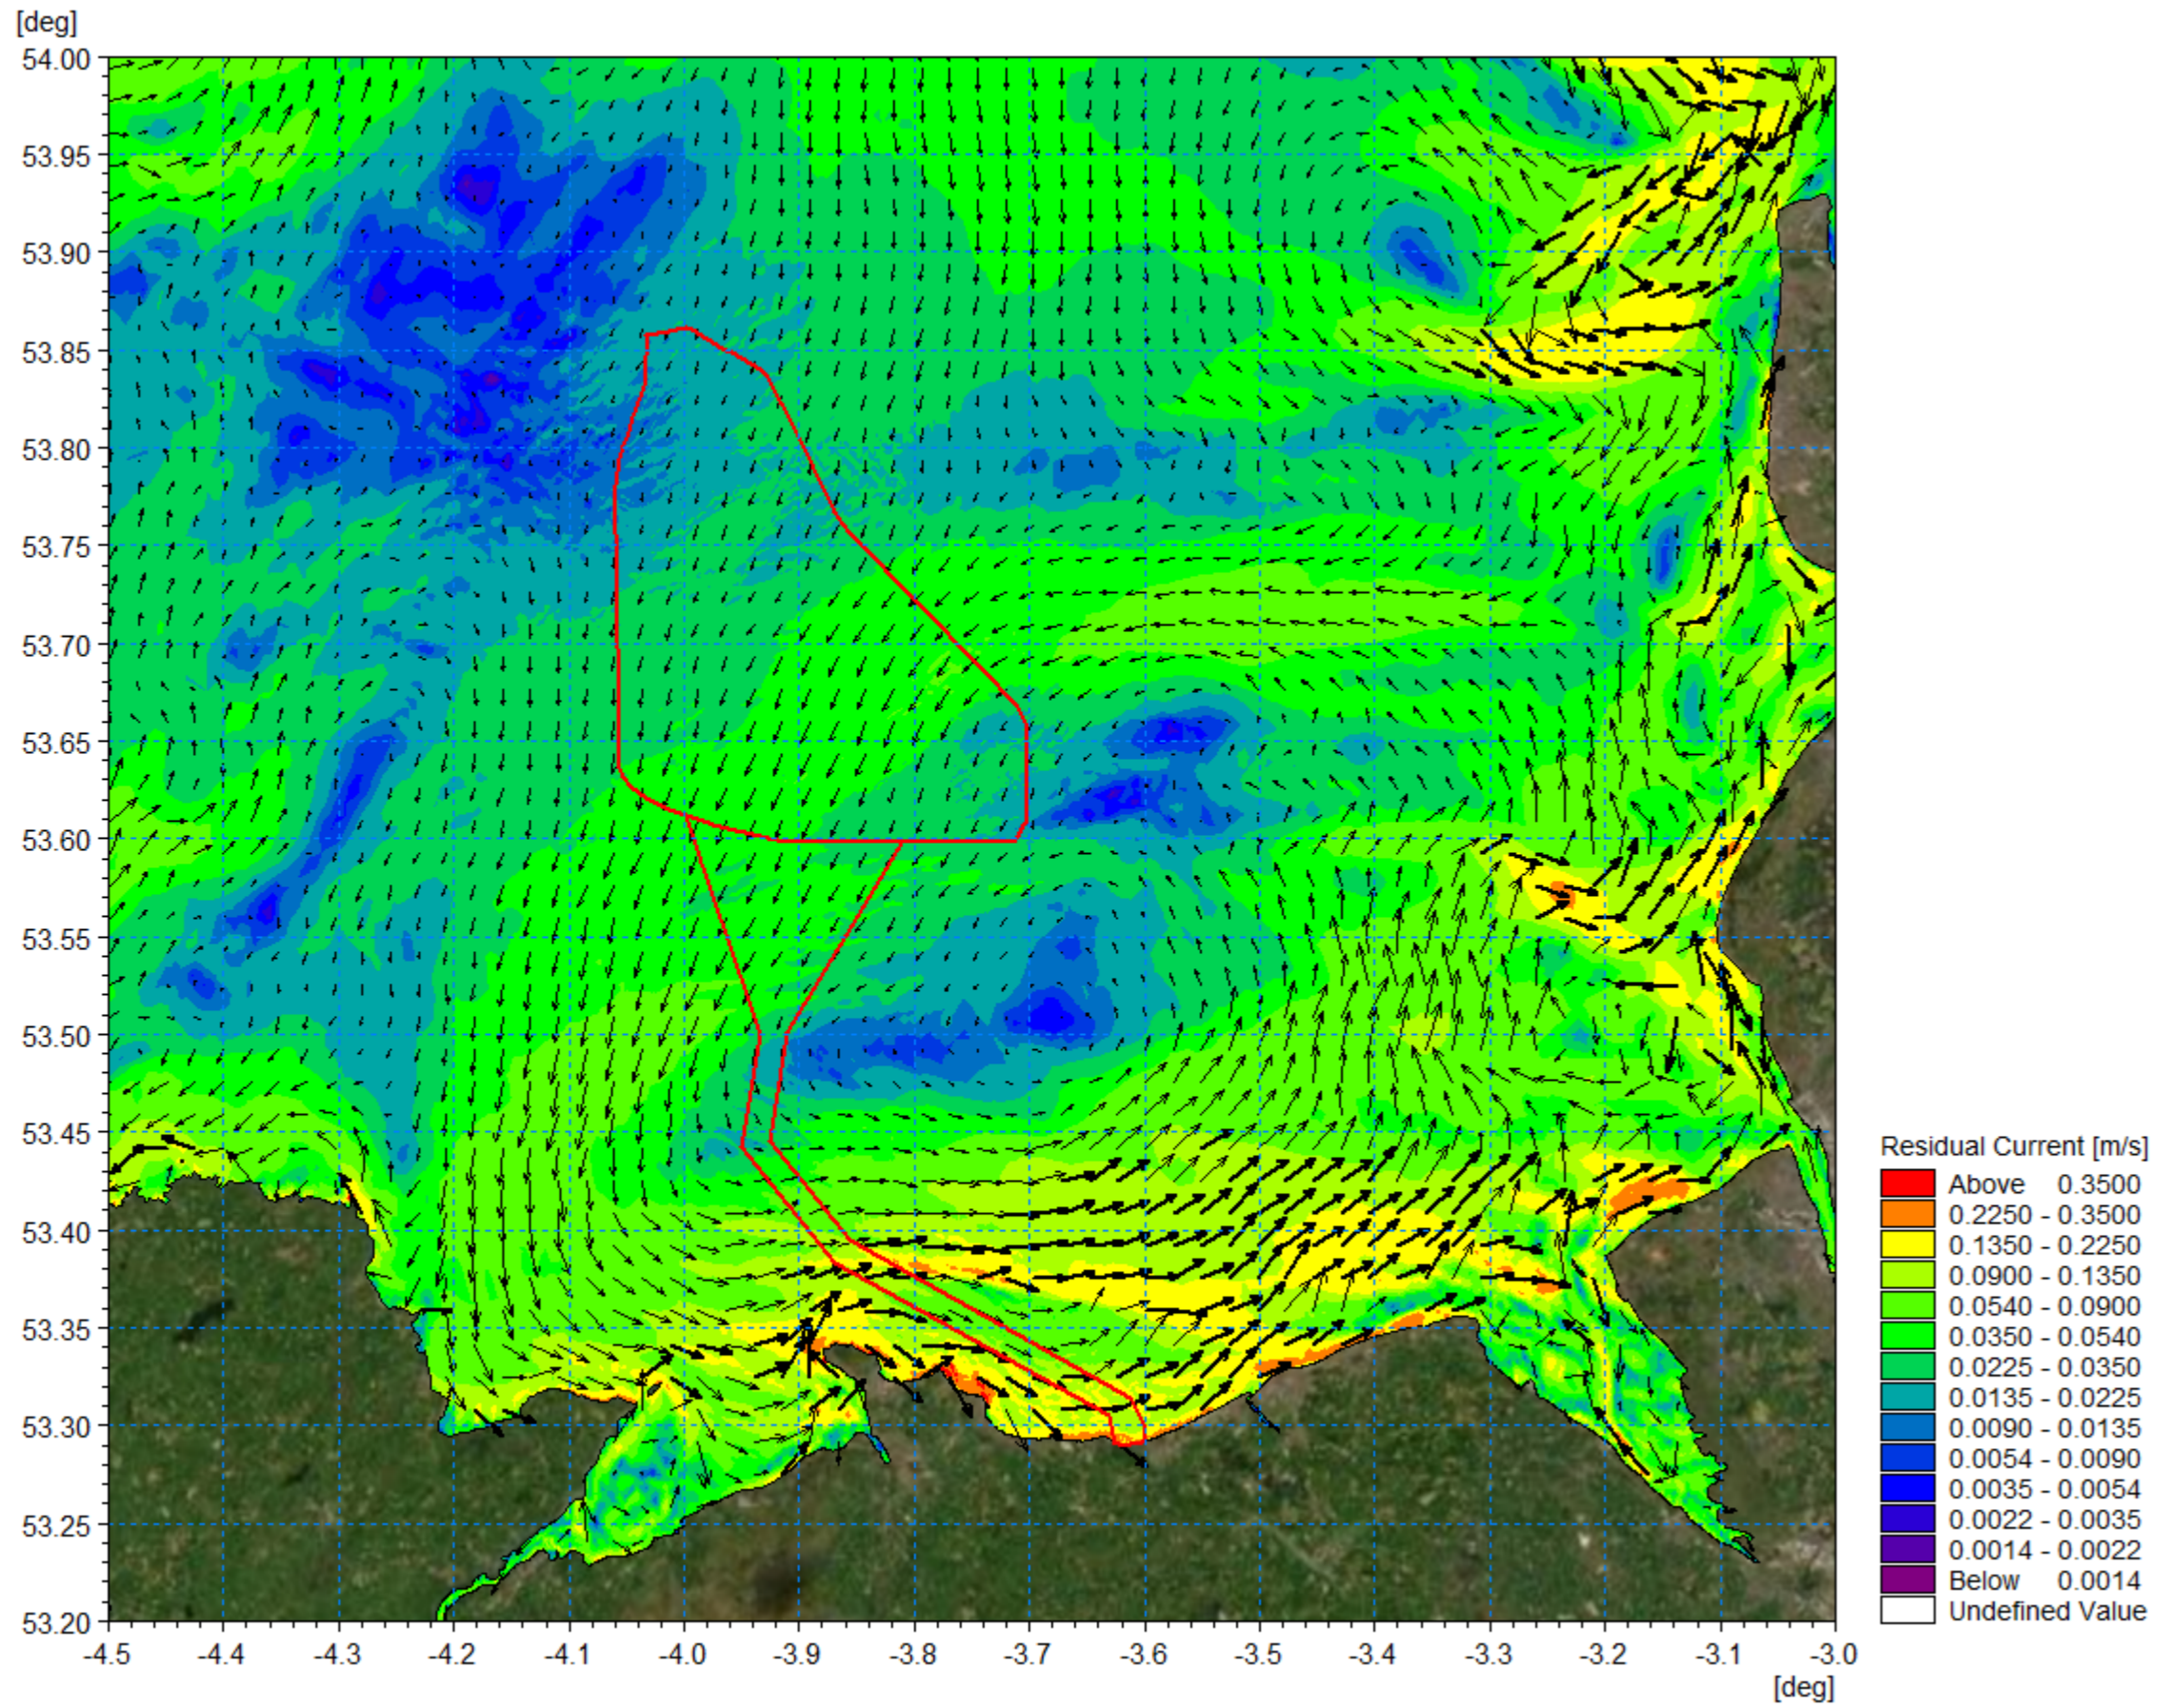 [deg]
54.00
53.95
53.90
53.85
53.80
53.75
53.70
53.65
53.60
53.55
53.50
53.45
53.40
53.35
53.30
53.25
53.20
-4.5 -4.4 -4.3 -4.2 -4.1 -4.0 -3.9 -3.8 -3.7 -3.6 -3.5 -3.4 -3.3 -3.2 -3.1 -3.0
[deg]
Residual Current [m/s]
Above 0.3500
0.2250 - 0.3500
0.1350 - 0.2250
0.0900 - 0.1350
0.0540 - 0.0900
0.0350 - 0.0540
0.0225 - 0.0350
0.0135 - 0.0225
0.0090 - 0.0135
0.0054 - 0.0090
0.0035 - 0.0054
0.0022 - 0.0035
0.0014 - 0.0022
Below 0.0014
Undefined Value